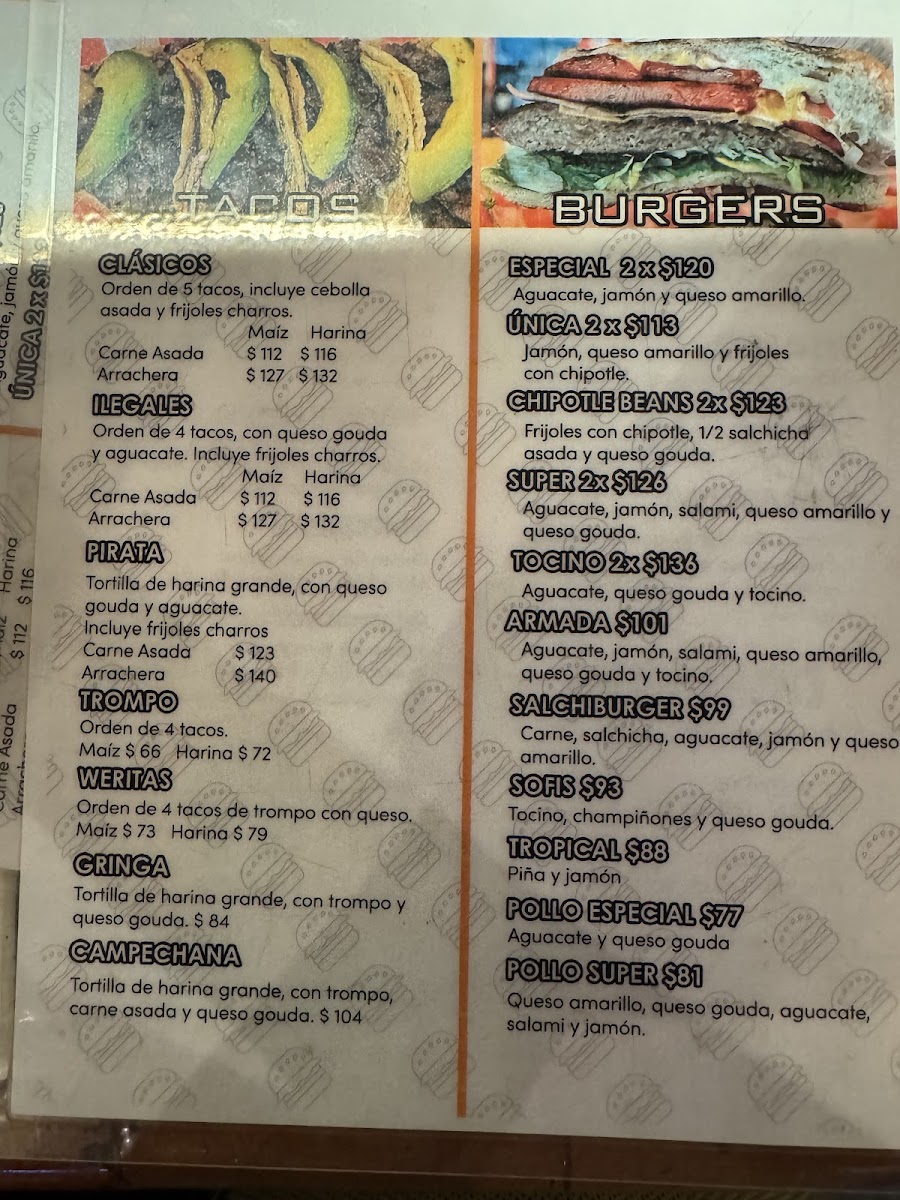 TACOS
CLÁSICOS
Orden de 5 tacos, incluye cebolla
asada y frijoles charros.
Maíz Harina
Carne Asada $ 112 $ 116
Arrachera $ 127 $ 132
ILEGALES
Orden de 4 tacos, con queso gouda
y aguacate. Incluye frijoles charros.
Maíz Harina
Carne Asada $ 112 $ 116
Arrachera $ 127 $ 132
PIRATA
Tortilla de harina grande, con queso
gouda y aguacate.
Incluye frijoles charros
Carne Asada $ 123
Arrachera $ 140
TROMPO
Orden de 4 tacos.
Maíz $ 66 Harina $ 72
WERITAS
Orden de 4 tacos de trompo con queso.
Maíz $ 73 Harina $ 79
GRINGA
Tortilla de harina grande, con trompo y
queso gouda. $ 84
CAMPECHANA
Tortilla de harina grande, con trompo,
carne asada y queso gouda. $ 104
BURGERS
ESPECIAL 2 x $120
Aguacate, jamón y queso amarillo.
ÚNICA 2 x $113
Jamón, queso amarillo y frijoles
con chipotle.
CHIPOTLE BEANS 2x $123
Frijoles con chipotle, 1/2 salchicha
asada y queso gouda.
SUPER 2x $126
Aguacate, jamón, salami, queso amarillo y
queso gouda.
TOCINO 2x $136
Aguacate, queso gouda y tocino.
ARMADA $101
Aguacate, jamón, salami, queso amarillo,
queso gouda y tocino.
SALCHIBURGER $99
Carne, salchicha, aguacate, jamón y queso
amarillo.
SOFIS $93
Tocino, champiñones y queso gouda.
TROPICAL $88
Piña y jamón
POLLO ESPECIAL $77
Aguacate y queso gouda
POLLO SUPER $81
Queso amarillo, queso gouda, aguacate,
salami y jamón.
amarillo.
ÚNICA 2x
Harina
$ 112 $ 116
Carne Asada